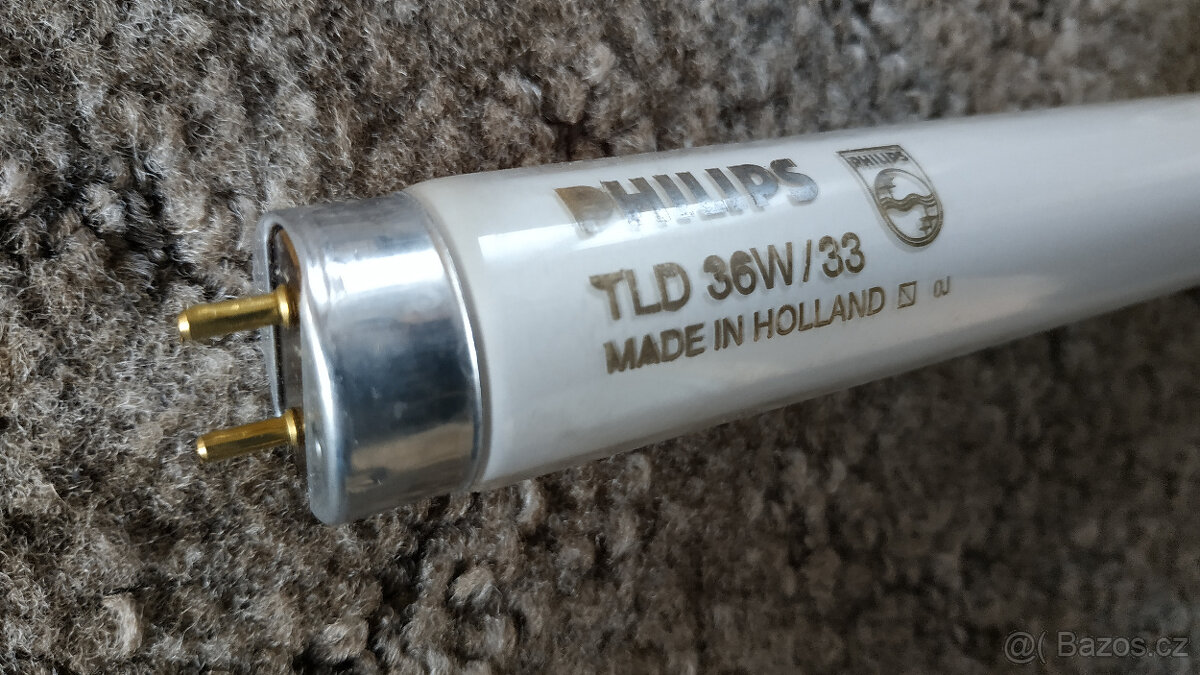 PHILIPS
PHILIPS
TLD 36W/33
MADE IN HOLLAND
@( Bazos.cz